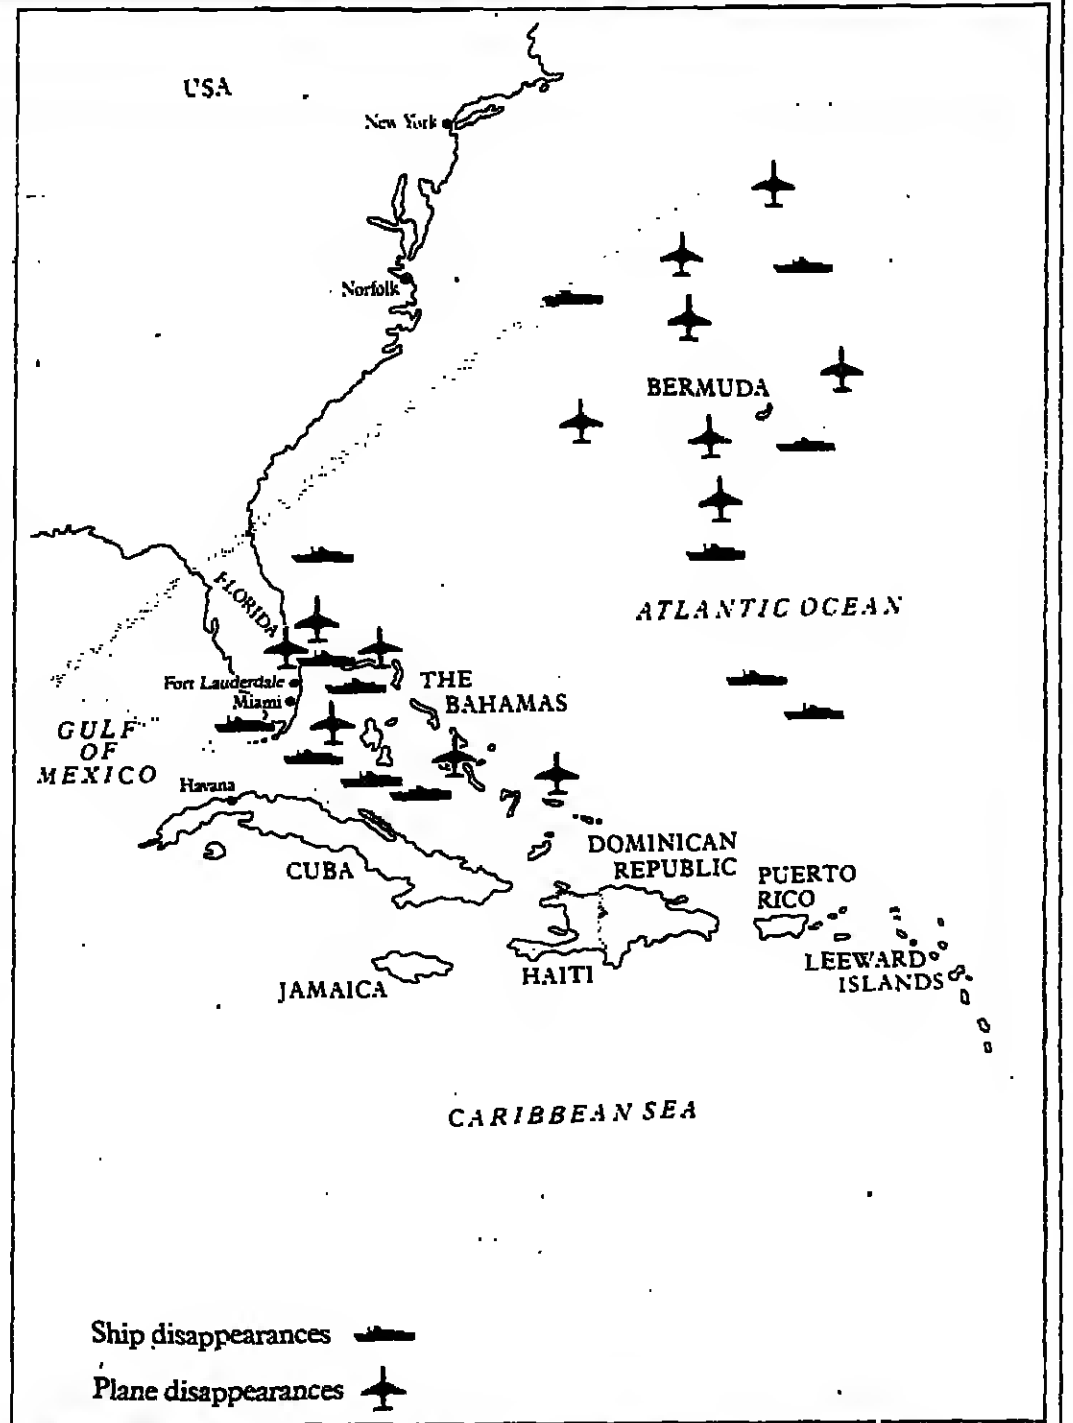 USA
New York
Norfolk
BERMUDA
ATLANTIC OCEAN
FLORIDA
Fort Lauderdale
Miami
THE
BAHAMAS
GULF
OF
MEXICO
Havana
CUBA
DOMINICAN
REPUBLIC
PUERTO
RICO
LEEWARD
ISLANDS
HAITI
JAMAICA
CARIBBEAN SEA
Ship disappearances
Plane disappearances